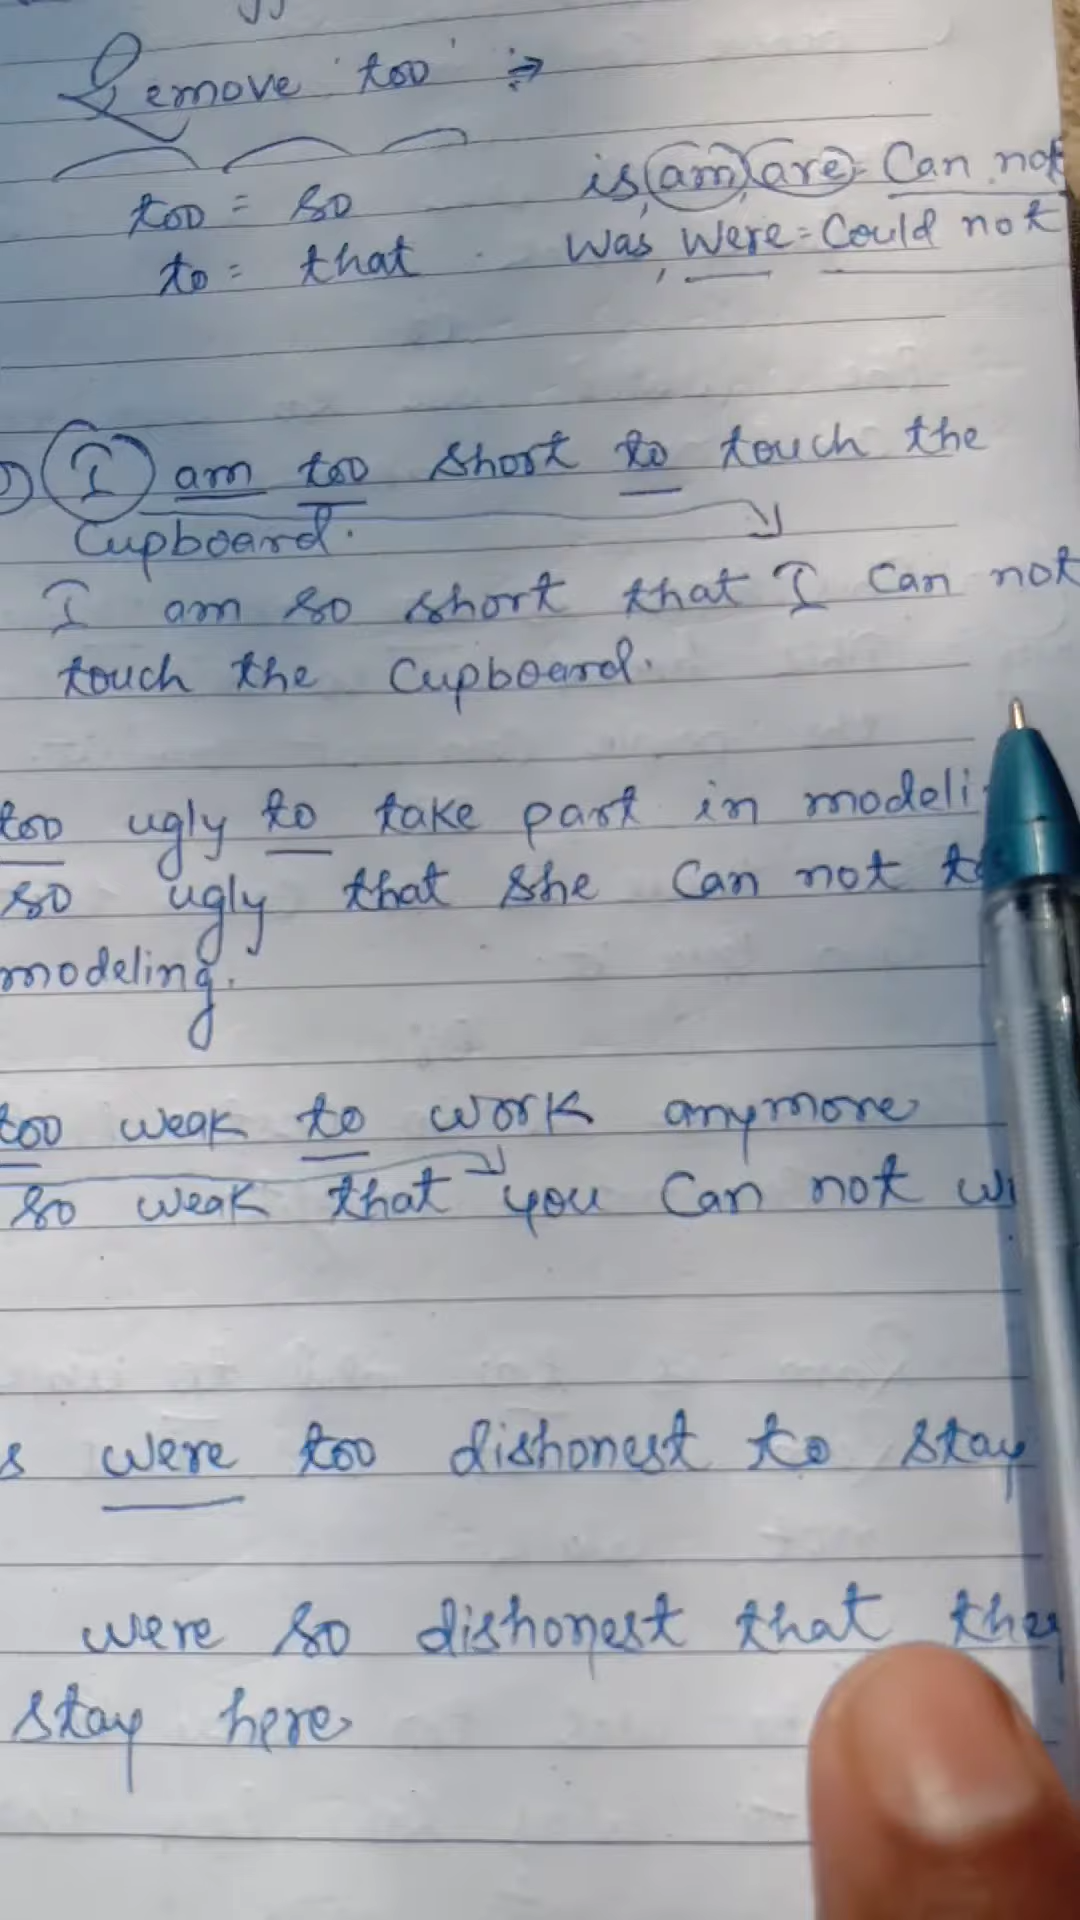 Remove 'too' ⇒
too = so is, am, are = Can not
to = that was, were = Could not
I am too short to touch the
Cupboard.
I am so short that I Can not
touch the Cupboard.
too ugly to take part in modeli
so ugly that she Can not t
modeling.
too weak to work anymore
so weak that you Can not w
s were too dishonest to stay
were so dishonest that they
stay here